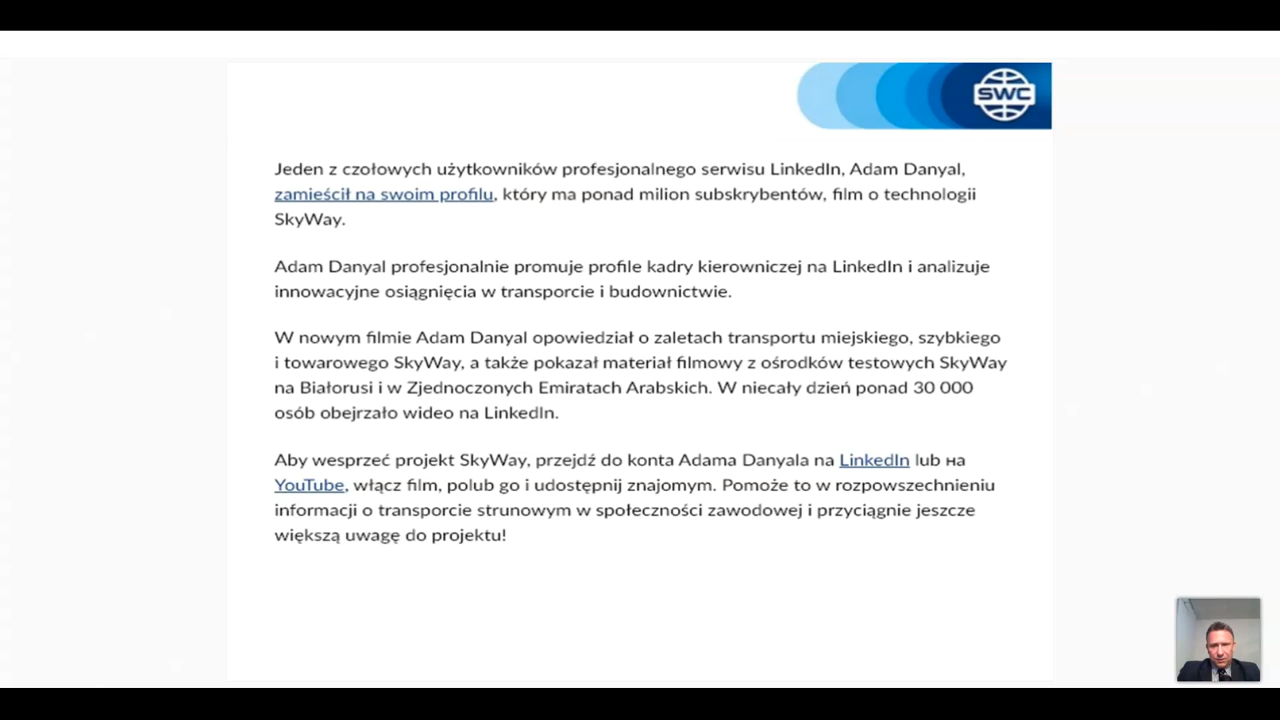 SWC
Jeden z czołowych użytkowników profesjonalnego serwisu LinkedIn, Adam Danyal,
zamieścił na swoim profilu, który ma ponad milion subskrybentów, film o technologii
SkyWay.
Adam Danyal profesjonalnie promuje profile kadry kierowniczej na LinkedIn i analizuje
innowacyjne osiągnięcia w transporcie i budownictwie.
W nowym filmie Adam Danyal opowiedział o zaletach transportu miejskiego, szybkiego
i towarowego SkyWay, a także pokazał materiał filmowy z ośrodków testowych SkyWay
na Białorusi i w Zjednoczonych Emiratach Arabskich. W niecały dzień ponad 30 000
osób obejrzało wideo na LinkedIn.
Aby wesprzeć projekt SkyWay, przejdź do konta Adama Danyala na LinkedIn lub на
YouTube, włącz film, polub go i udostępnij znajomym. Pomoże to w rozpowszechnieniu
informacji o transporcie strunowym w społeczności zawodowej i przyciągnie jeszcze
większą uwagę do projektu!